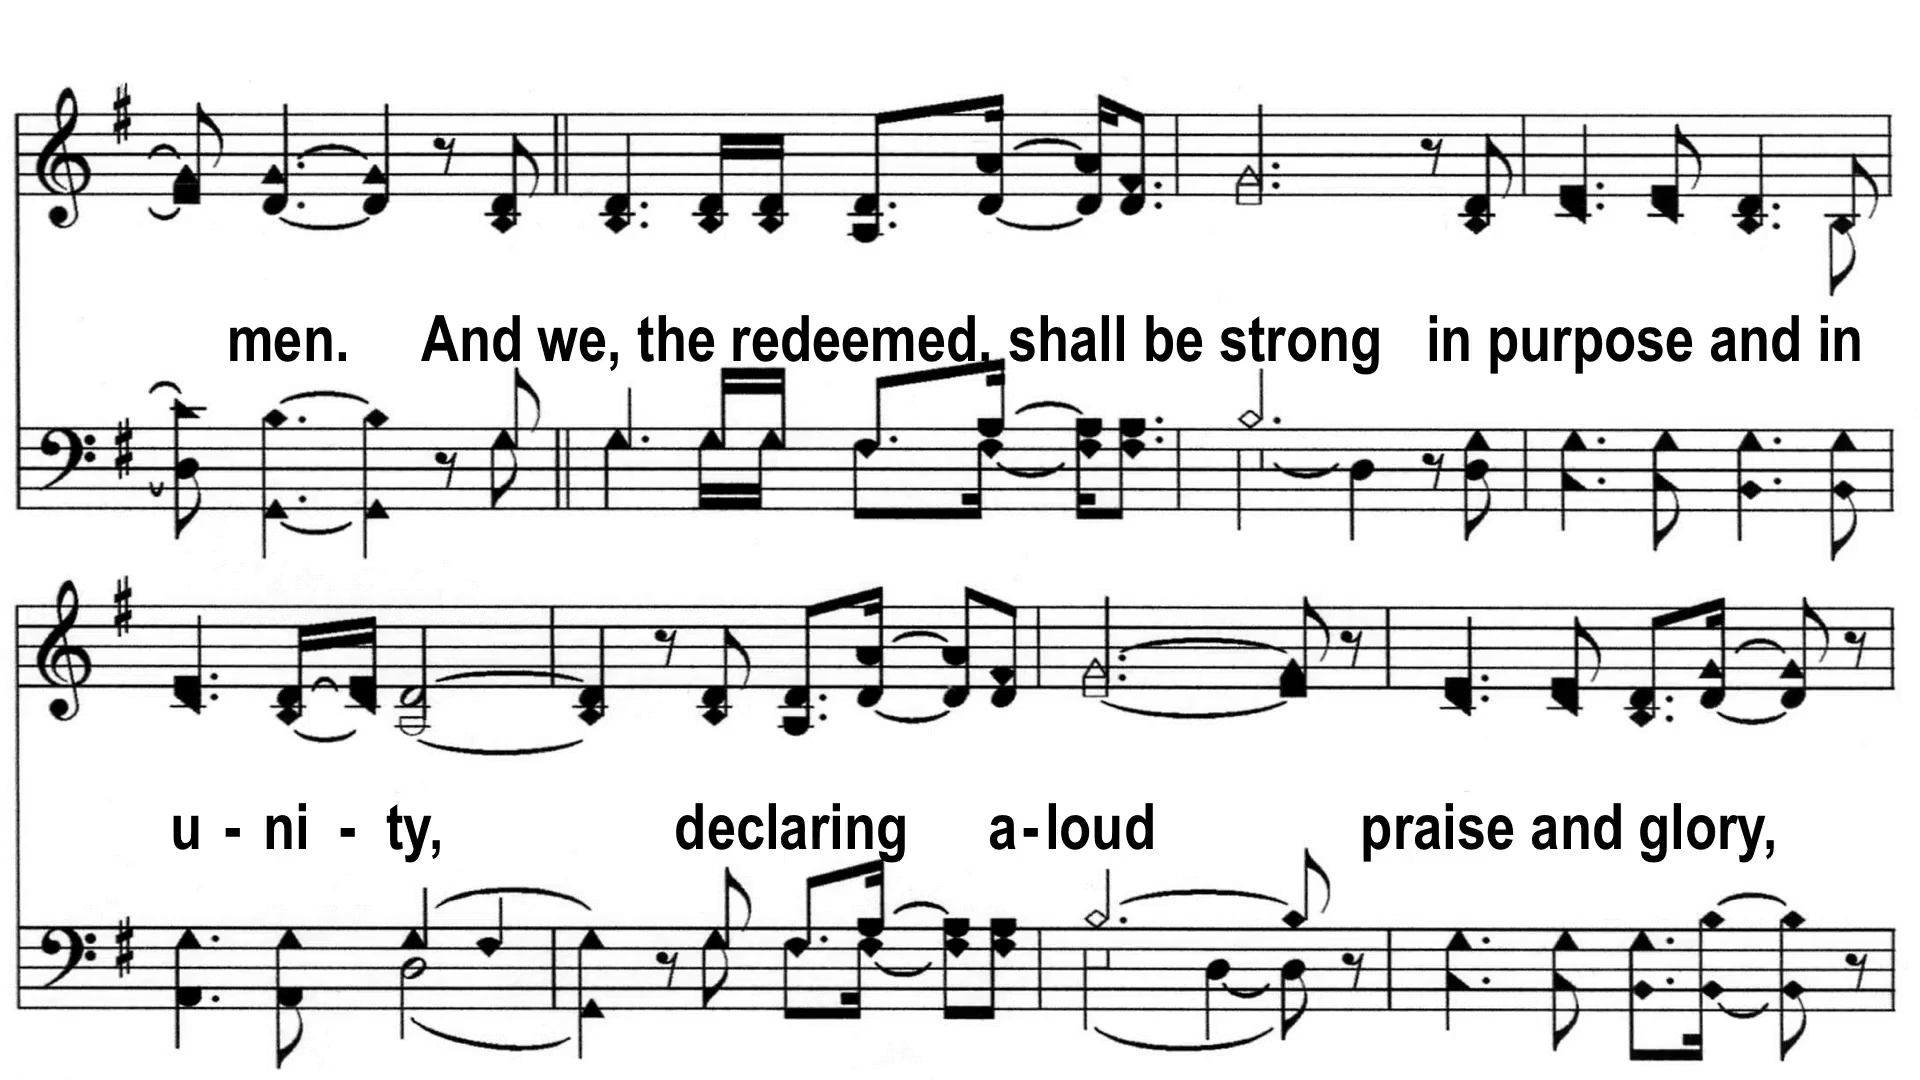 men. And we, the redeemed, shall be strong in purpose and in
u - ni - ty, declaring a-loud praise and glory,